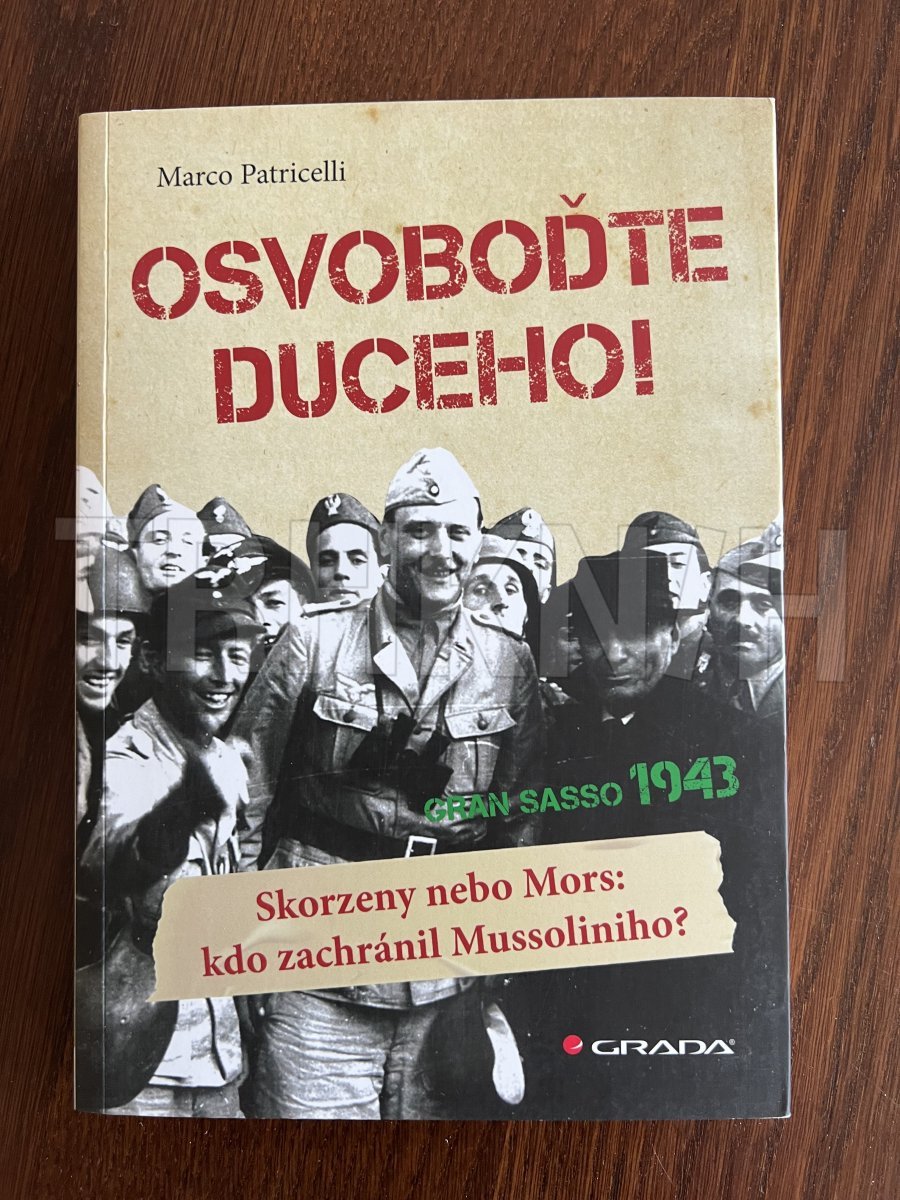 Marco Patricelli
OSVOBOĎTE
DUCEHO!
GRAN SASSO 1943
Skorzeny nebo Mors:
kdo zachránil Mussoliniho?
GRADA®